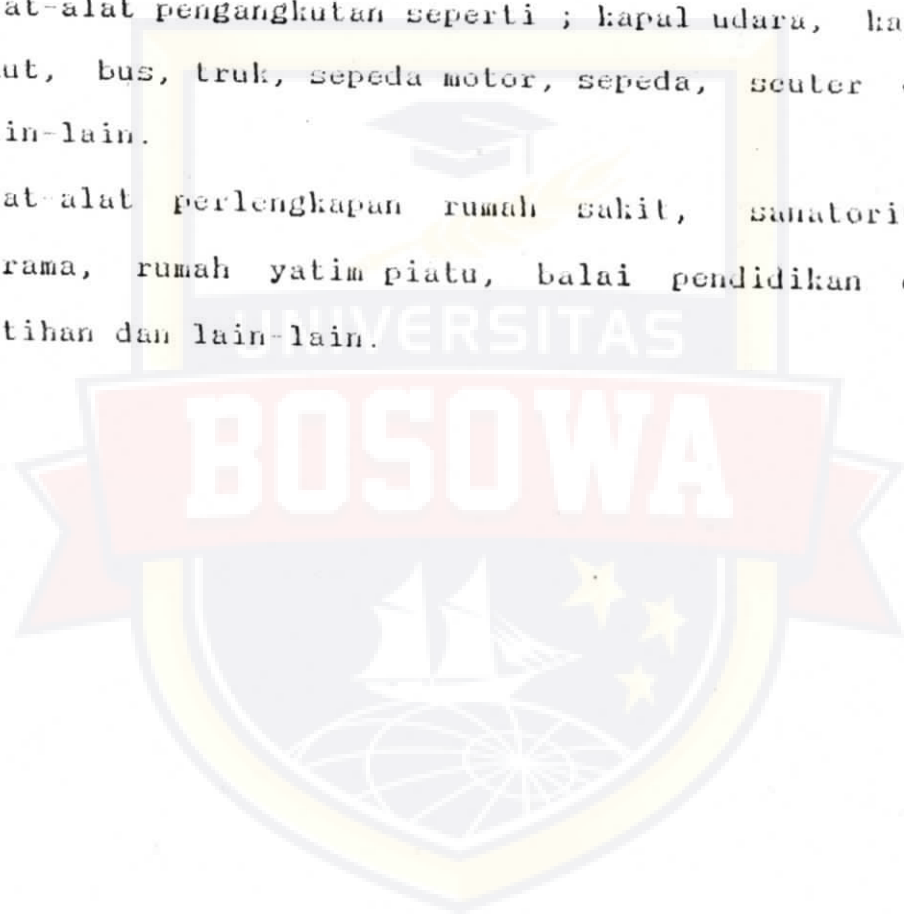 at-alat pengangkutan seperti ; kapal udara, ka
ut, bus, truk, sepeda motor, sepeda, scuter
in-lain.
at-alat perlengkapan rumah sakit, sanatori
rama, rumah yatim piatu, balai pendidikan
tihan dan lain-lain.
UNIVERSITAS
BOSOWA